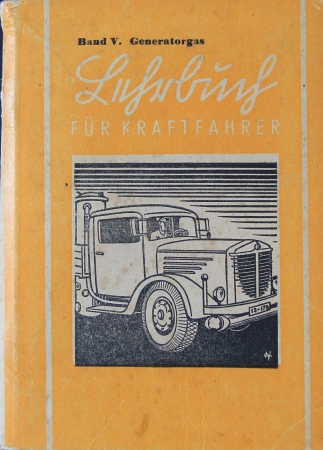 Band V. Generatorgas
Lehrbuch
FÜR KRAFTFAHRER